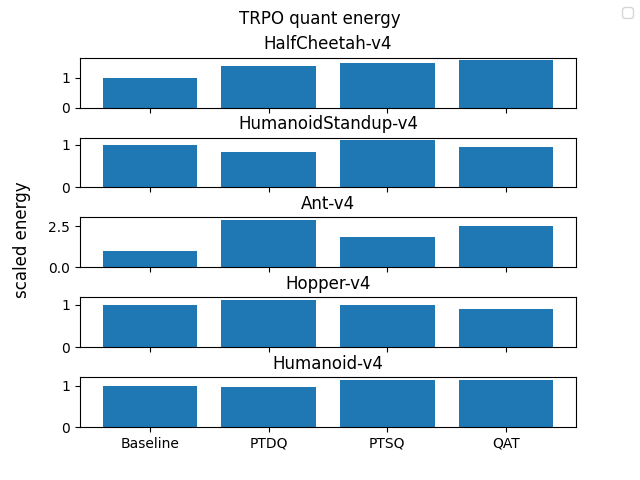 TRPO quant energy
HalfCheetah-v4
1
0
HumanoidStandup-v4
1
0
Ant-v4
2.5
0.0
scaled energy
Hopper-v4
1
0
Humanoid-v4
1
0
Baseline PTDQ PTSQ QAT